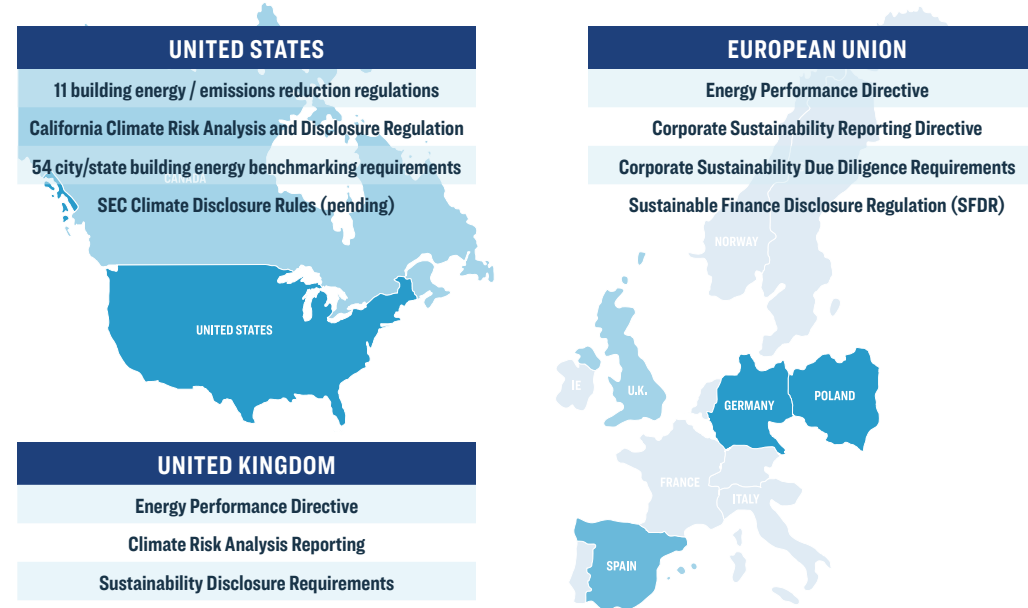 UNITED STATES
11 building energy / emissions reduction regulations
California Climate Risk Analysis and Disclosure Regulation
54 city/state building energy benchmarking requirements
CANADA
SEC Climate Disclosure Rules (pending)
UNITED STATES
UNITED KINGDOM
Energy Performance Directive
Climate Risk Analysis Reporting
Sustainability Disclosure Requirements
EUROPEAN UNION
Energy Performance Directive
Corporate Sustainability Reporting Directive
Corporate Sustainability Due Diligence Requirements
Sustainable Finance Disclosure Regulation (SFDR)
NORWAY
IE
U.K.
GERMANY
POLAND
FRANCE
ITALY
SPAIN